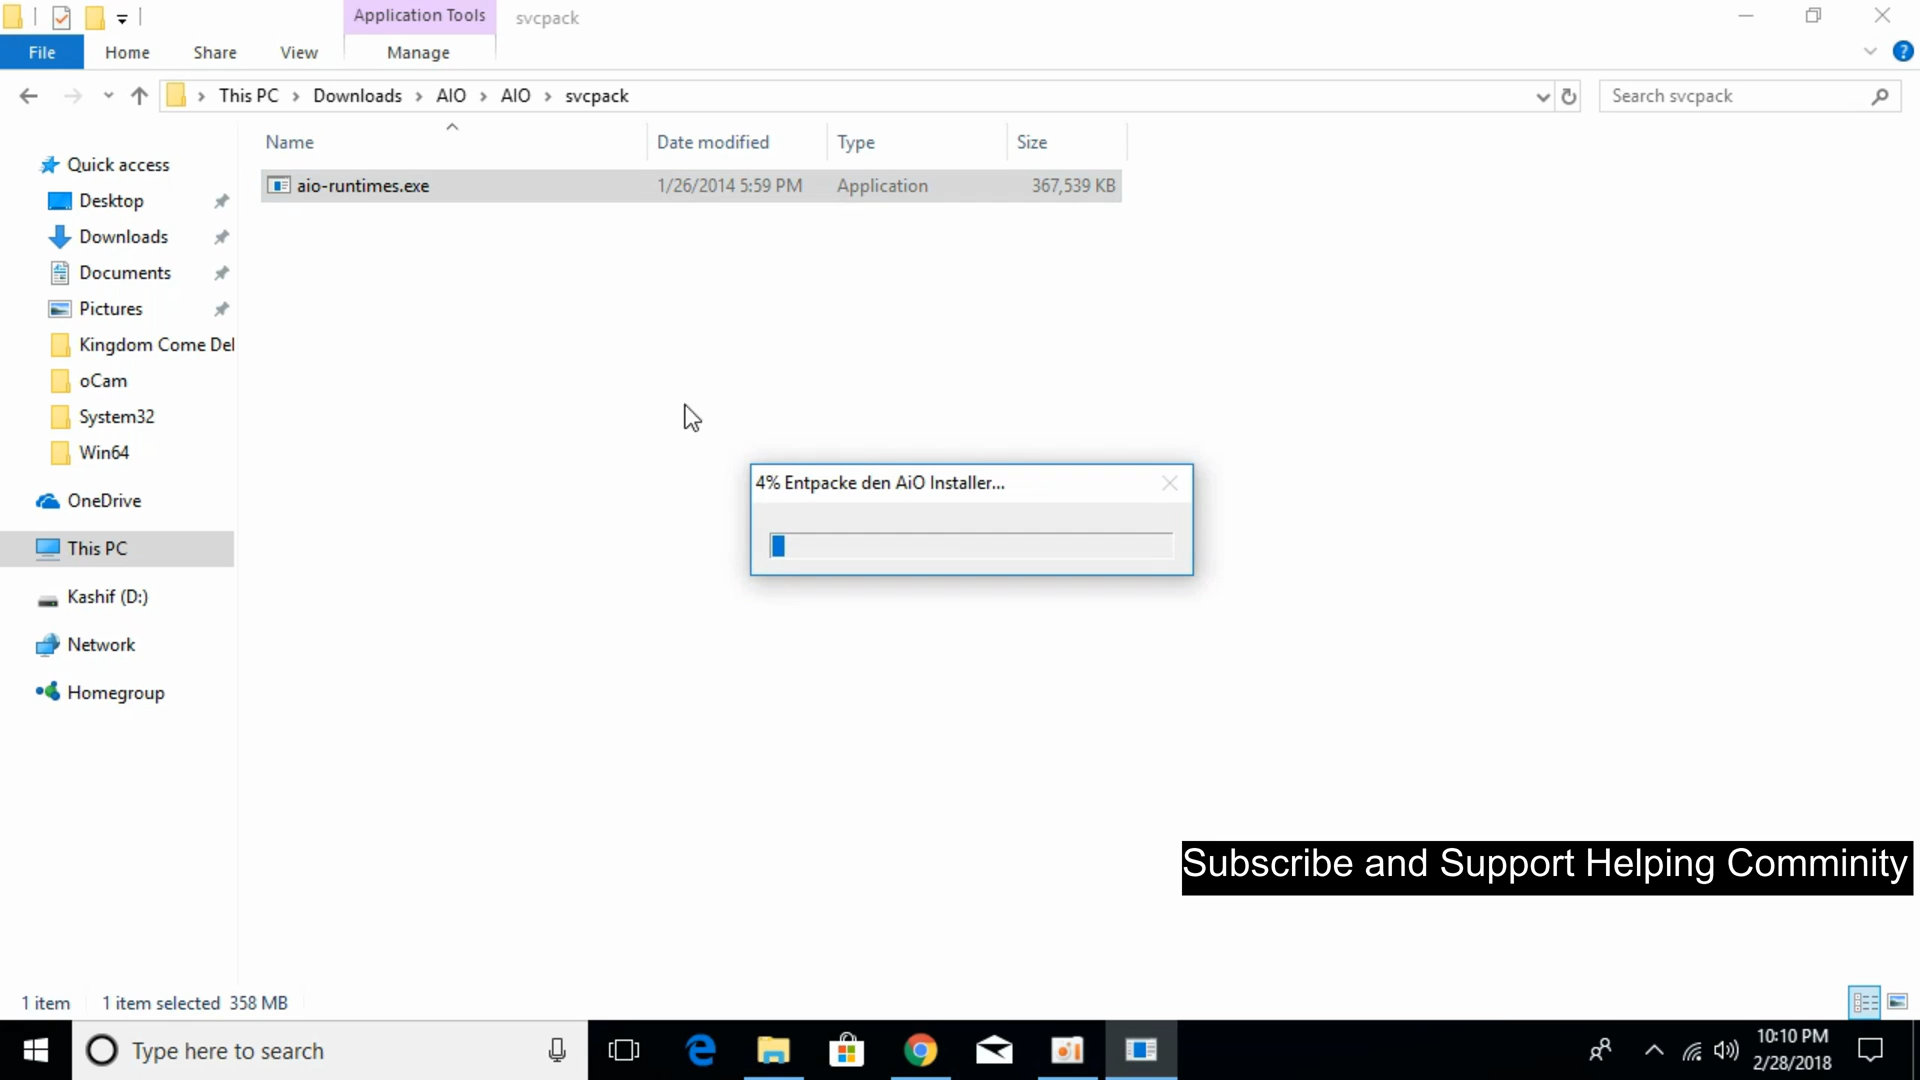 Application Tools
svcpack
File
Home
Share
View
Manage
This PC
Downloads
AIO
AIO
svcpack
Search svcpack
Name
Date modified
Type
Size
aio-runtimes.exe
1/26/2014 5:59 PM
Application
367,539 KB
Quick access
Desktop
Downloads
Documents
Pictures
Kingdom Come Del
oCam
System32
Win64
OneDrive
This PC
Kashif (D:)
Network
Homegroup
4% Entpacke den AiO Installer...
Subscribe and Support Helping Comminity
1 item
1 item selected 358 MB
Type here to search
10:10 PM
2/28/2018